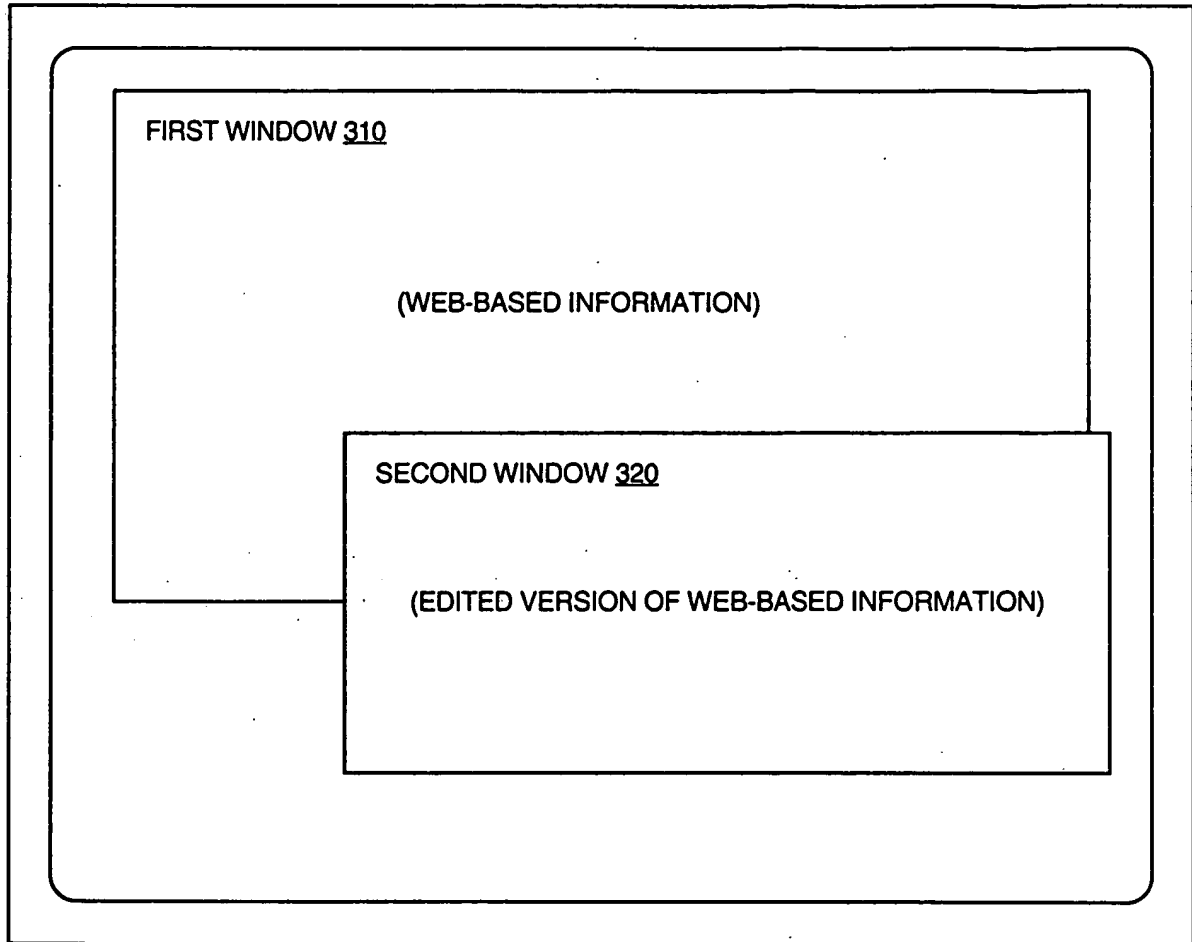 FIRST WINDOW 310
(WEB-BASED INFORMATION)
SECOND WINDOW 320
(EDITED VERSION OF WEB-BASED INFORMATION)